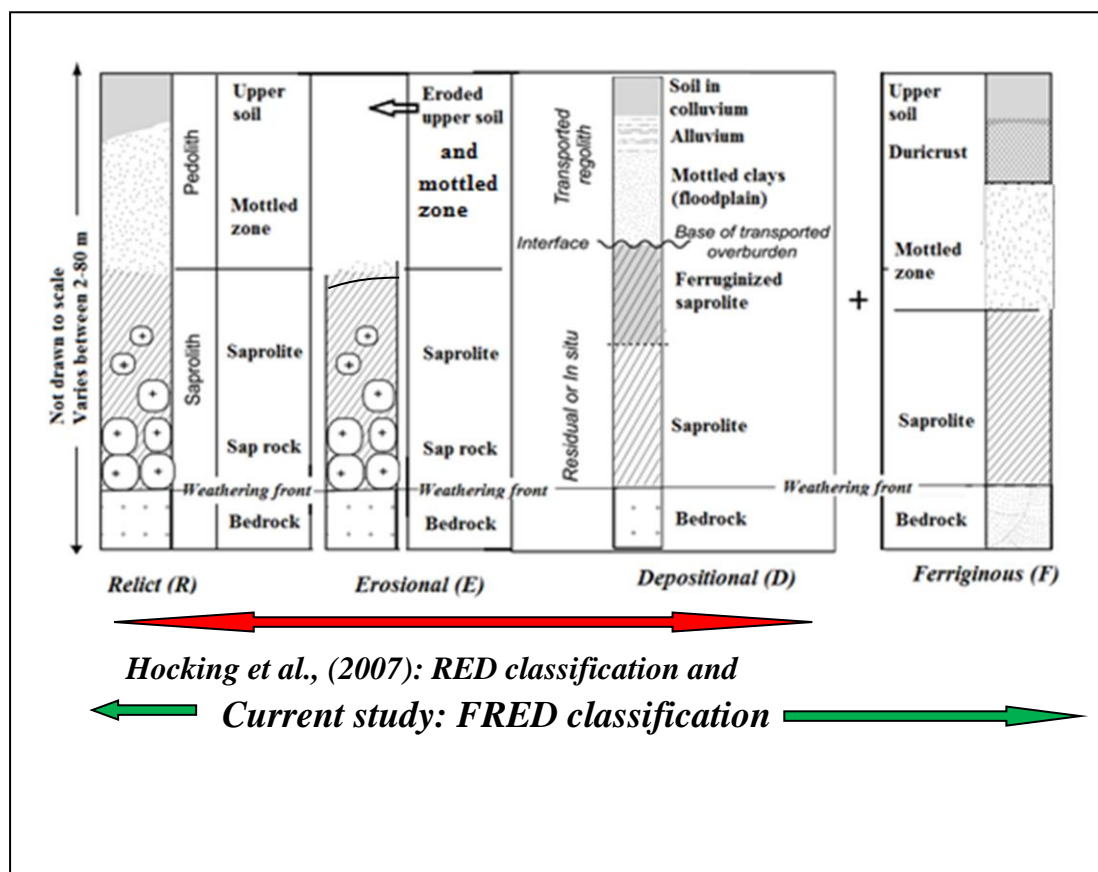 Not drawn to scale
Varies between 2-80 m
Pedolith
Saprolith
Upper
soil
Mottled
zone
Saprolite
Sap rock
Weathering front
Bedrock
Relict (R)
Eroded
upper soil
and
mottled
zone
Saprolite
Sap rock
Weathering front
Bedrock
Erosional (E)
Transported
regolith
Interface
Residual or In situ
Soil in
colluvium
Alluvium
Mottled clays
(floodplain)
Base of transported
overburden
Ferruginized
saprolite
Saprolite
Bedrock
Depositional (D)
+
Upper
soil
Duricrust
Mottled
zone
Saprolite
Weathering front
Bedrock
Ferriginous (F)
Hocking et al., (2007): RED classification and
Current study: FRED classification